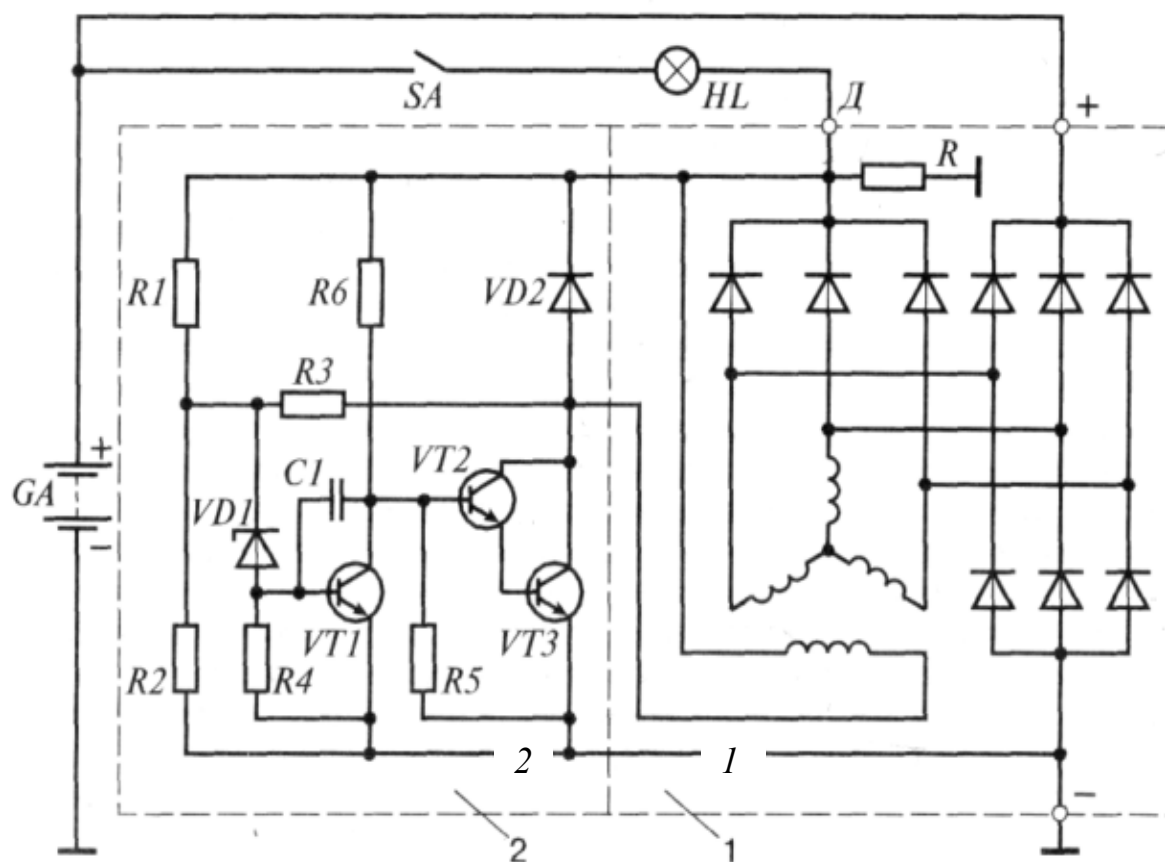 SA
HL
Д
+
R
R1
R6
VD2
R3
+
GA
−
C1
VT2
VD1
VT1
VT3
R2
R4
R5
2
1
−
2
1